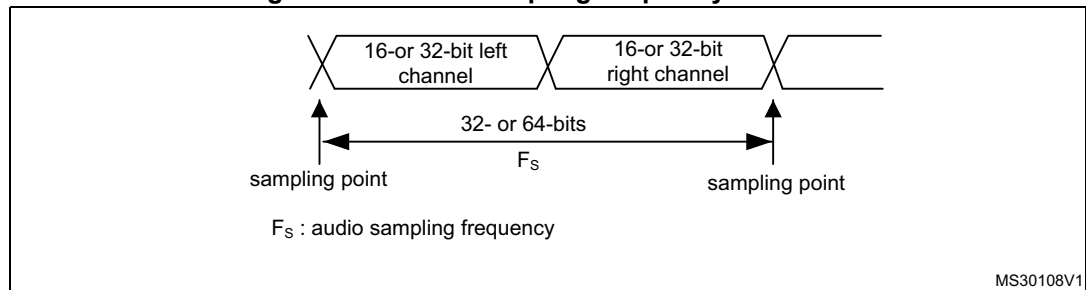 16-or 32-bit left
channel
16-or 32-bit
right channel
32- or 64-bits
FS
sampling point
sampling point
FS : audio sampling frequency
MS30108V1